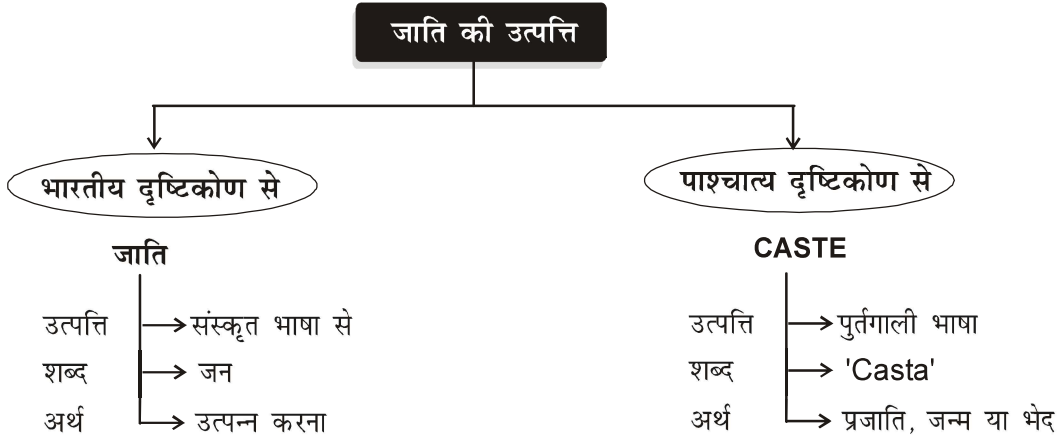 जाति की उत्पत्ति
भारतीय दृष्टिकोण से
जाति
उत्पत्ति संस्कृत भाषा से
शब्द जन
अर्थ उत्पन्न करना
पाश्चात्य दृष्टिकोण से
CASTE
उत्पत्ति पुर्तगाली भाषा
शब्द 'Casta'
अर्थ प्रजाति, जन्म या भेद